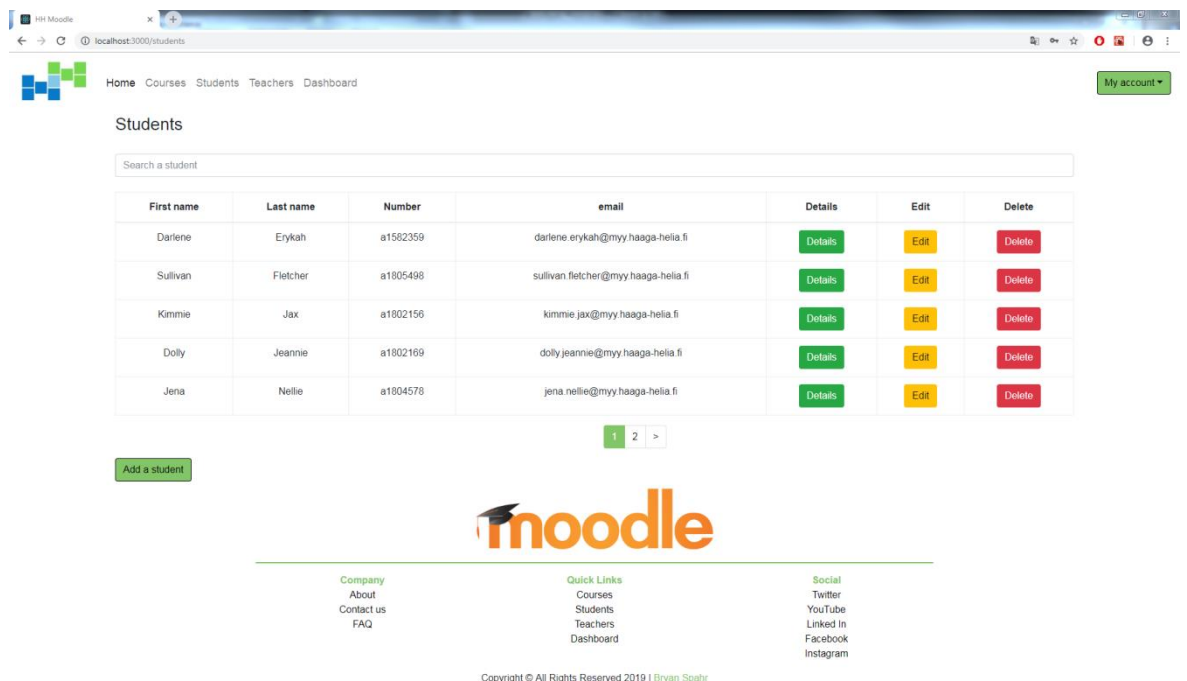 HH Moodle
localhost:3000/students
Home Courses Students Teachers Dashboard
My account
Students
Search a student
First name Last name Number email Details Edit Delete
Darlene Erykah a1582359 darlene.erykah@myy.haaga-helia.fi Details Edit Delete
Sullivan Fletcher a1805498 sullivan.fletcher@myy.haaga-helia.fi Details Edit Delete
Kimmie Jax a1802156 kimmie.jax@myy.haaga-helia.fi Details Edit Delete
Dolly Jeannie a1802169 dolly.jeannie@myy.haaga-helia.fi Details Edit Delete
Jena Nellie a1804578 jena.nellie@myy.haaga-helia.fi Details Edit Delete
1 2 >
Add a student
moodle
Company Quick Links Social
About Courses Twitter
Contact us Students YouTube
FAQ Teachers Linked In
Dashboard Facebook
Instagram
Copyright © All Rights Reserved 2019 | Bryan Spahr